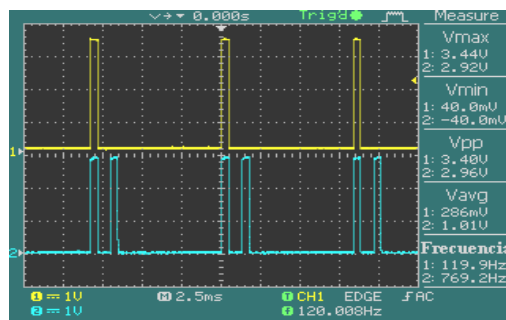 0.000s Trig'd Measure
Vmax
1: 3.44V
2: 2.92V
Vmin
1: 40.0mV
2: -40.0mV
Vpp
1: 3.40V
2: 2.96V
Vavg
1: 286mV
2: 1.01V
Frecuencia
1: 119.9Hz
2: 769.2Hz
1
2
1 1V M 2.5ms T CH1 EDGE AC
2 1V f 120.008Hz